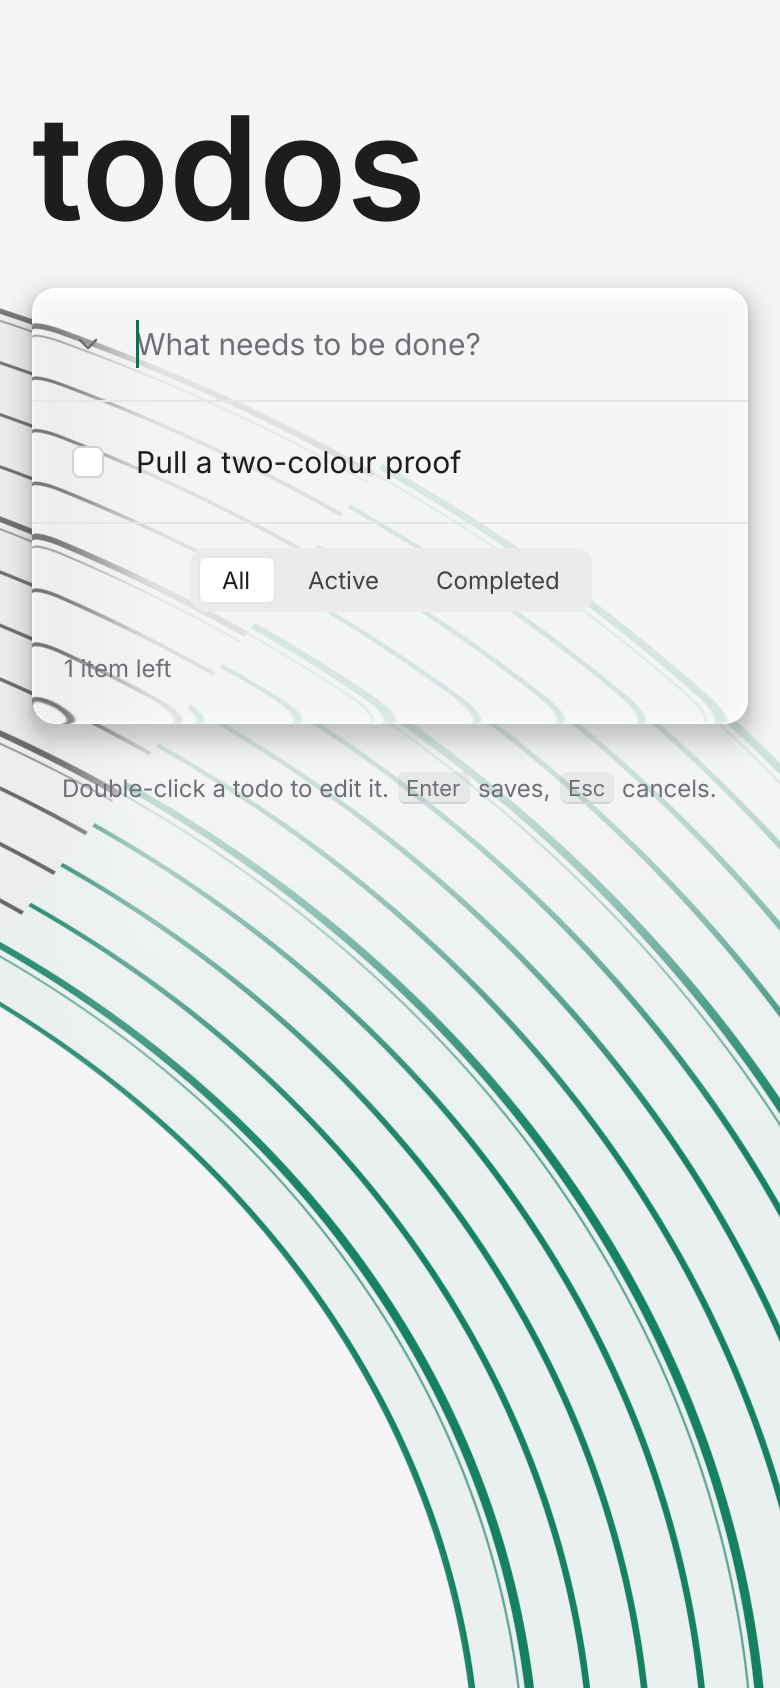 todos
What needs to be done?
Pull a two-colour proof
All Active Completed
1 item left
Double-click a todo to edit it. Enter saves, Esc cancels.